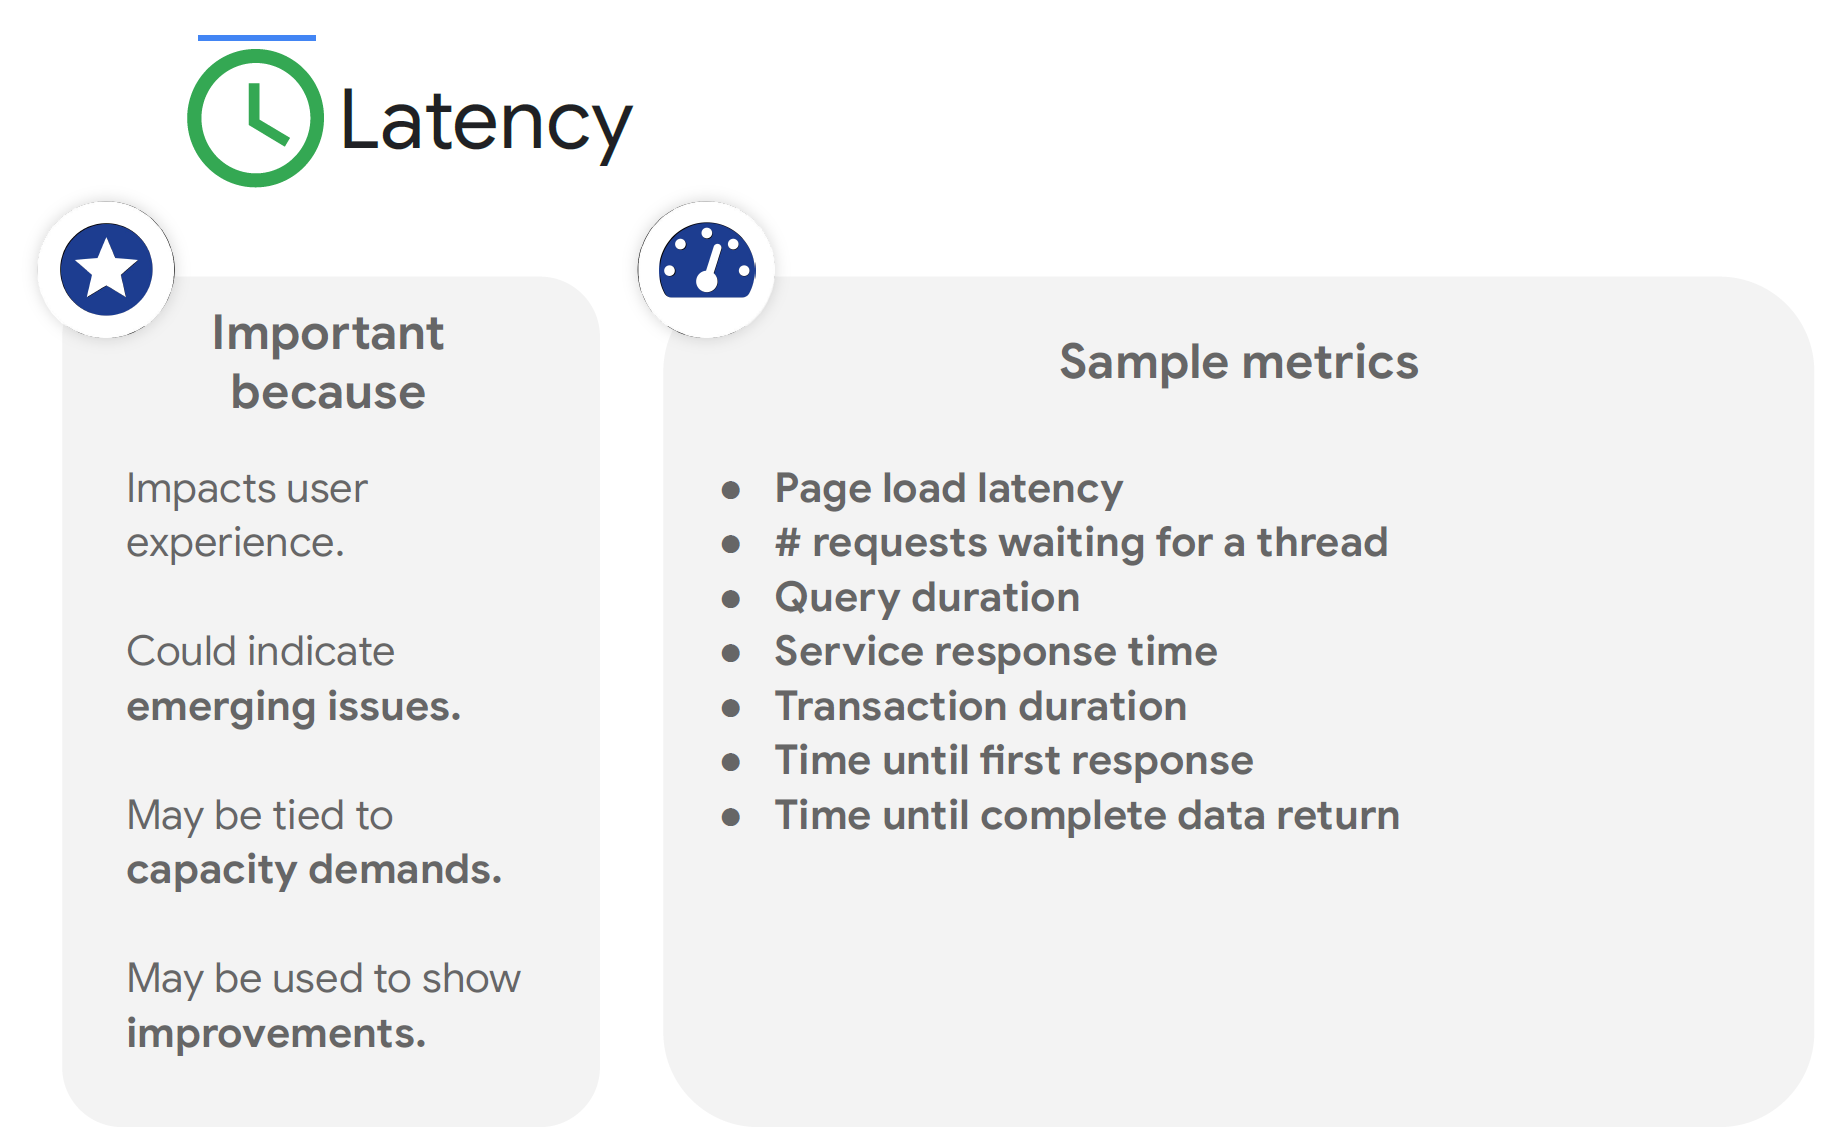 Latency
Important
because
Impacts user
experience.
Could indicate
emerging issues.
May be tied to
capacity demands.
May be used to show
improvements.
Sample metrics
● Page load latency
● # requests waiting for a thread
● Query duration
● Service response time
● Transaction duration
● Time until first response
● Time until complete data return